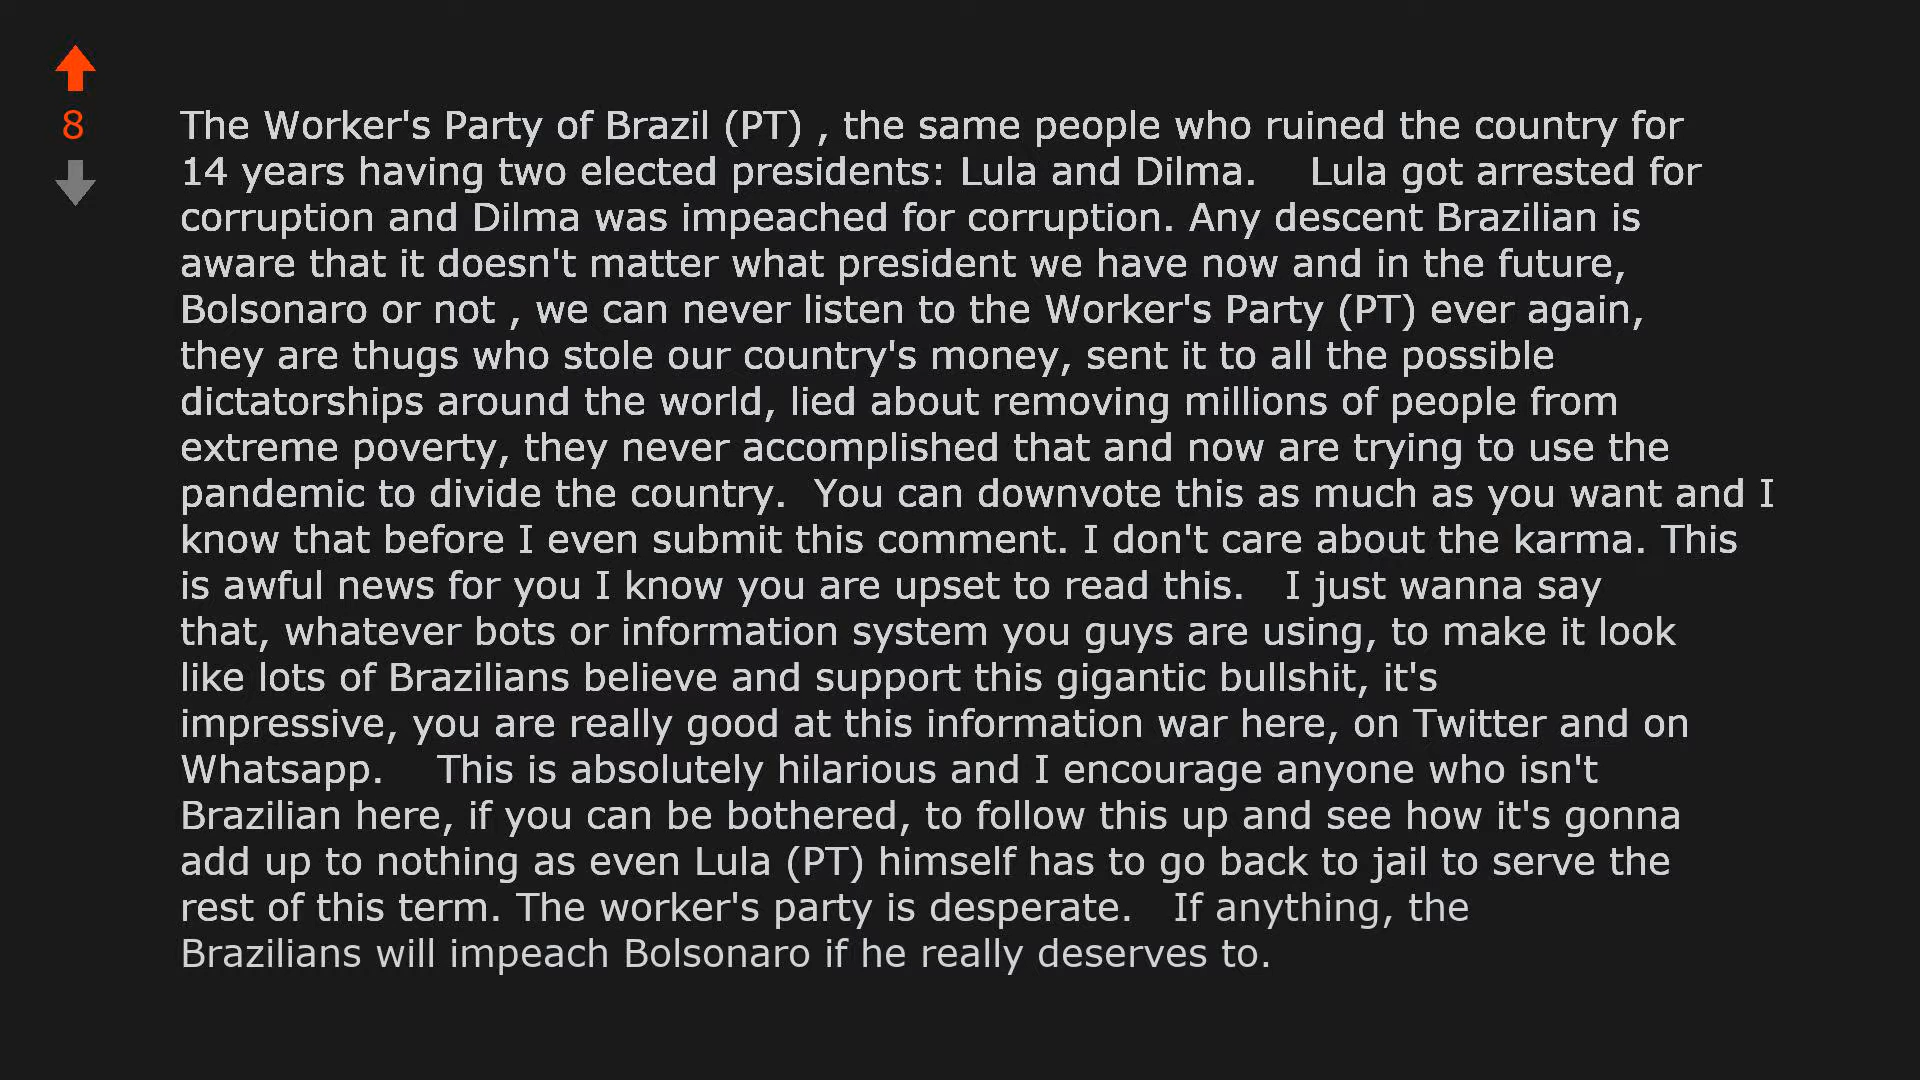 8
The Worker's Party of Brazil (PT) , the same people who ruined the country for
14 years having two elected presidents: Lula and Dilma.    Lula got arrested for
corruption and Dilma was impeached for corruption. Any descent Brazilian is
aware that it doesn't matter what president we have now and in the future,
Bolsonaro or not , we can never listen to the Worker's Party (PT) ever again,
they are thugs who stole our country's money, sent it to all the possible
dictatorships around the world, lied about removing millions of people from
extreme poverty, they never accomplished that and now are trying to use the
pandemic to divide the country.  You can downvote this as much as you want and I
know that before I even submit this comment. I don't care about the karma. This
is awful news for you I know you are upset to read this.   I just wanna say
that, whatever bots or information system you guys are using, to make it look
like lots of Brazilians believe and support this gigantic bullshit, it's
impressive, you are really good at this information war here, on Twitter and on
Whatsapp.    This is absolutely hilarious and I encourage anyone who isn't
Brazilian here, if you can be bothered, to follow this up and see how it's gonna
add up to nothing as even Lula (PT) himself has to go back to jail to serve the
rest of this term. The worker's party is desperate.   If anything, the
Brazilians will impeach Bolsonaro if he really deserves to.